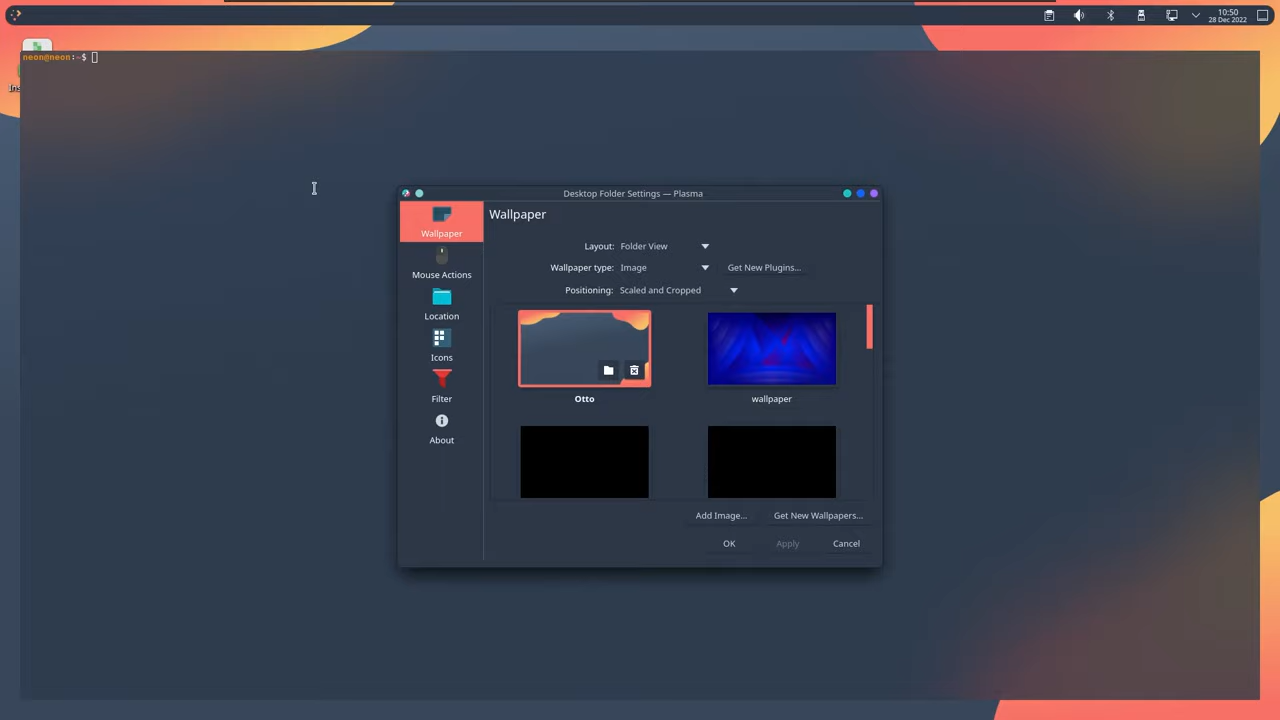 10:50
28 Dec 2022
neon@neon:~$
Desktop Folder Settings — Plasma
Wallpaper
Mouse Actions
Location
Icons
Filter
About
Wallpaper
Layout: Folder View
Wallpaper type: Image Get New Plugins...
Positioning: Scaled and Cropped
Otto wallpaper
Add Image... Get New Wallpapers...
OK Apply Cancel